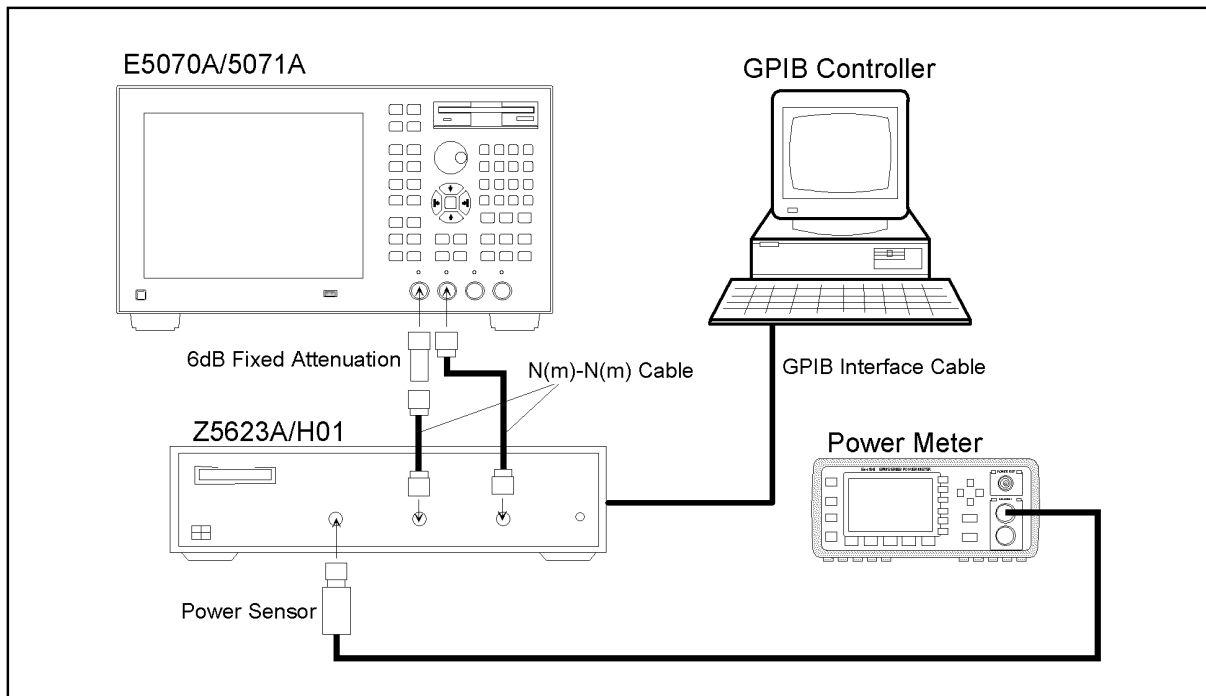 E5070A/5071A
GPIB Controller
6dB Fixed Attenuation
N(m)-N(m) Cable
GPIB Interface Cable
Z5623A/H01
Power Meter
Power Sensor